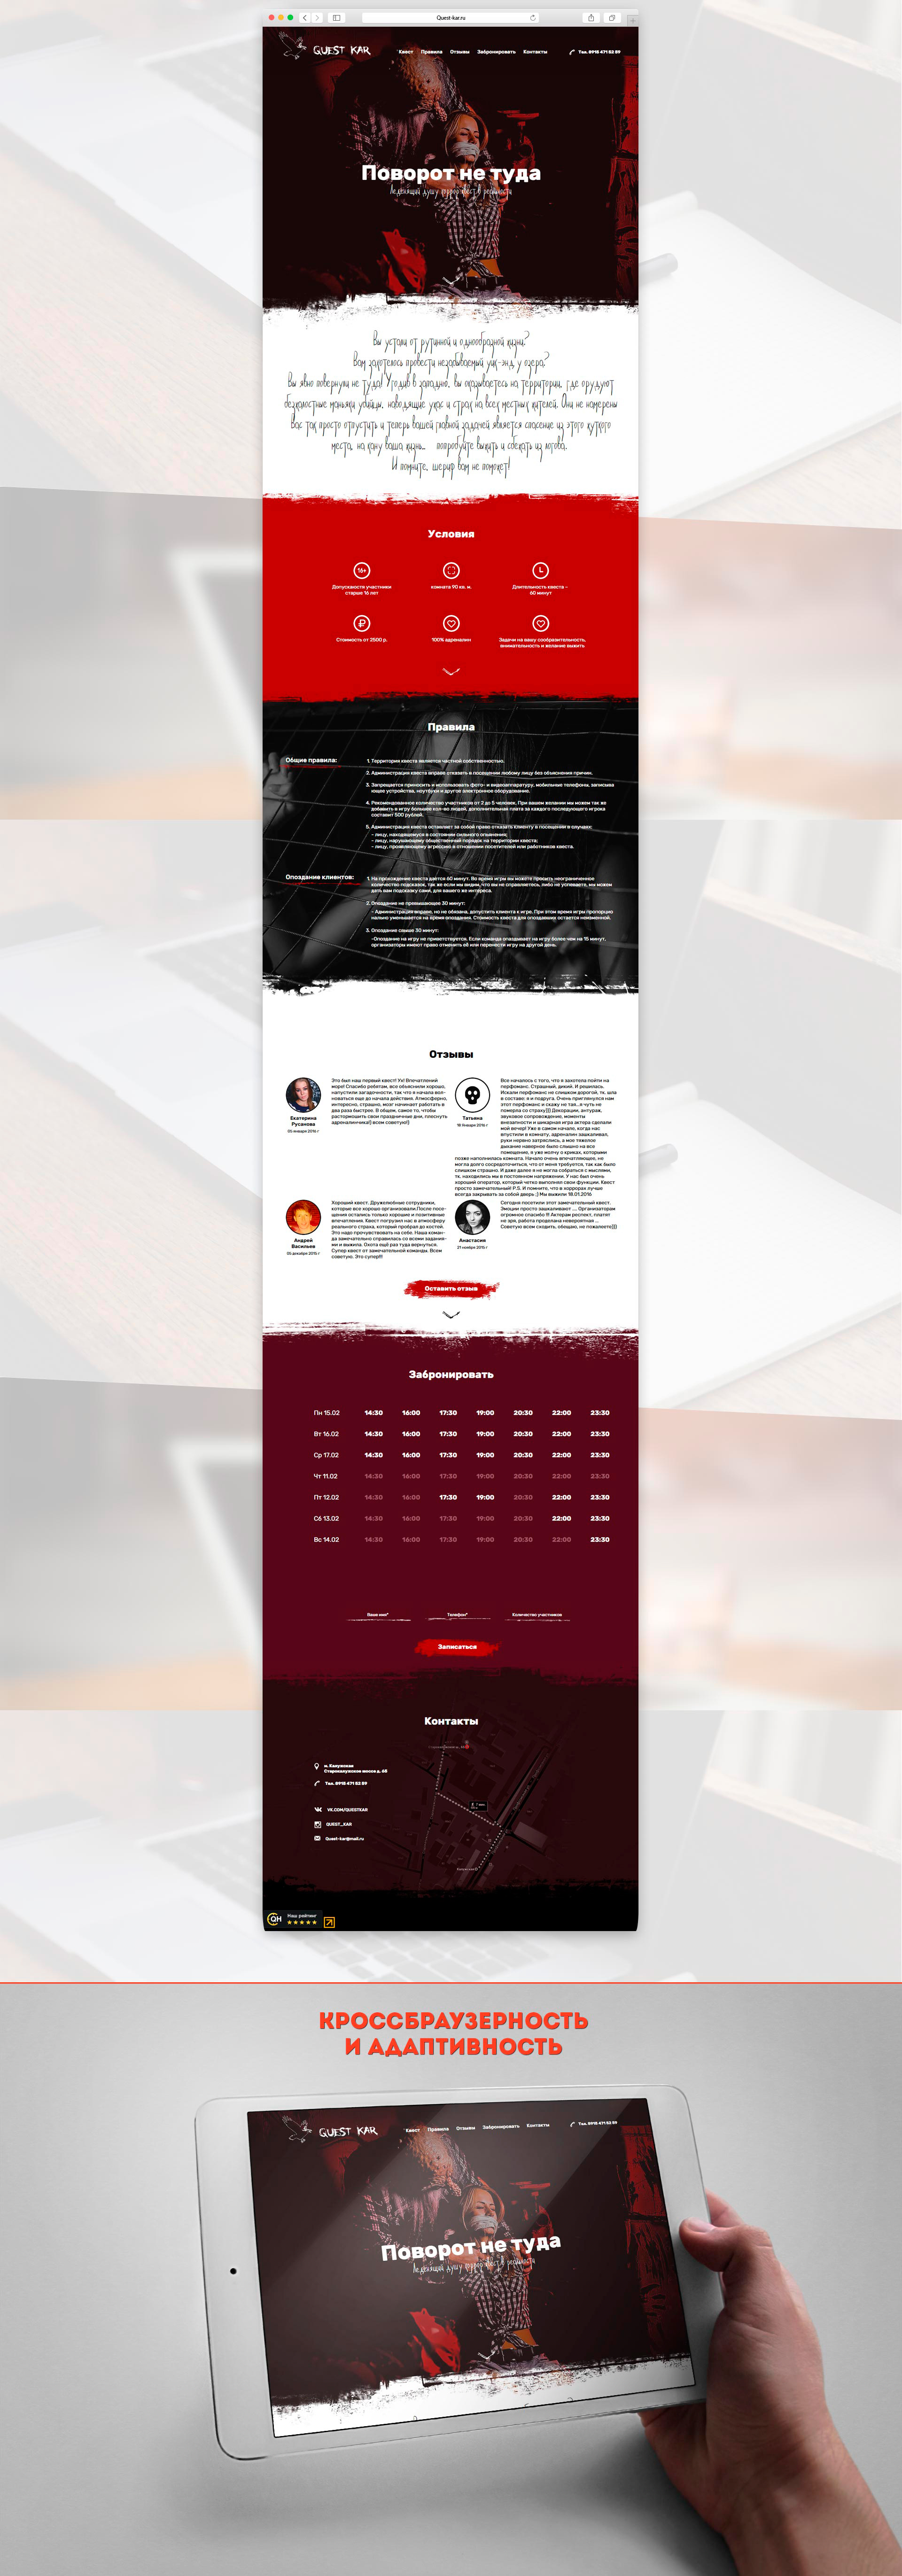 Quest-kar.ru
QUEST KAR
Квест Правила Отзывы Забронировать Контакты
Тел. 8915 471 52 59
Поворот не туда
Леденящий душу хоррор квест в реальности
Вы устали от рутинной и однообразной жизни?
Вам захотелось провести незабываемый уик-энд у озера?
Вы явно повернули не туда! Угодив в западню, вы оказываетесь на территории, где орудуют
безжалостные маньяки убийцы, наводящие ужас и страх на всех местных жителей. Они не намерены
Вас так просто отпустить и теперь вашей главной задачей является спасение из этого жуткого
места, на кону ваша жизнь... попробуйте выжить и сбежать из логова.
И помните, шериф вам не поможет!
Условия
16+
Допускаются участники
старше 16 лет
комната 90 кв. м.
Длительность квеста –
60 минут
Стоимость от 2500 р.
100% адреналин
Задачи на вашу сообразительность,
внимательность и желание выжить
Правила
Общие правила:
1. Территория квеста является частной собственностью.
2. Администрация квеста вправе отказать в посещении любому лицу без объяснения причин.
3. Запрещается приносить и использовать фото- и видеоаппаратуру, мобильные телефоны, записыва
ющие устройства, ноутбуки и другое электронное оборудование.
4. Рекомендованное количество участников от 2 до 5 человек. При вашем желании мы можем так же
добавить в игру большее кол-во людей, дополнительная плата за каждого последующего игрока
составит 500 рублей.
5. Администрация квеста оставляет за собой право отказать клиенту в посещении в случаях:
– лицу, находящемуся в состоянии сильного опьянения;
– лицу, нарушающему общественный порядок на территории квеста;
– лицу, проявляющему агрессию в отношении посетителей или работников квеста.
Опоздание клиентов:
1. На прохождение квеста даётся 60 минут. Во время игры вы можете просить неограниченное
количество подсказок, так же если мы видим, что вы не справляетесь, либо не успеваете, мы можем
дать вам подсказку сами, для вашего же интереса.
2. Опоздание не превышающее 30 минут:
– Администрация вправе, но не обязана, допустить клиента к игре. При этом время игры пропорцио
нально уменьшается на время опоздания. Стоимость квеста для опоздавших остается неизменной.
3. Опоздание свыше 30 минут:
-Опоздание на игру не приветствуется. Если команда опаздывает на игру более чем на 15 минут,
организаторы имеют право отменить её или перенести игру на другой день.
Отзывы
Екатерина
Русанова
05 января 2016 г
Это был наш первый квест! Ух! Впечатлений
море! Спасибо ребятам, все объяснили хорошо,
напустили загадочности, так что я начала вол-
новаться еще до начала действия. Атмосферно,
интересно, страшно, мозг начинает работать в
два раза быстрее. В общем, самое то, чтобы
растормошить свои праздничные дни, плюснуть
адреналинчика!) всем советую!)
Татьяна
18 Января 2016 г
Все началось с того, что я захотела пойти на
перфоманс. Страшный, дикий. И решилась.
Искали перфоманс не слишком дорогой, тк. шла
в составе и я подруга. Очень приглянулся нам
этот перфоманс и скажу я так...я чуть не
померла со страху))) Декорации, антураж,
звуковое сопровождение, моменты
внезапности и шикарная игра актера сделали
мой вечер! Уже в самом начале, когда нас
впустили в комнату, адреналин зашкаливал,
руки нервно затряслись, а мое тяжелое
дыхание наверное было слышно на все
помещения, я уже молчу о криках, которыми
позже наполнилась комната. Начало очень впечатляющее, не
могла долго сосредоточиться, что от меня требуется, так как было
слишком страшно. И даже далее я не могла собраться с мыслями,
тк. находились мы в постоянном напряжении. У нас был очень
хороший оператор, который четко выполнял свои функции. Квест
просто замечательный! P.S. И помните, что в хоррорах лучше
всегда закрывать за собой дверь ;) Мы выжили 18.01.2016
Андрей
Васильев
05 декабря 2015 г
Хороший квест. Дружелюбные сотрудники,
которые все хорошо организовали.После посе-
щения остались только хорошие и позитивные
впечатления. Квест погрузил нас в атмосферу
реального страха, который пробрал до костей.
Это надо прочувствовать на себе. Наша коман-
да замечательно справилась со всеми задания-
ми и выжила. Охота ещё раз туда вернуться.
Супер квест от замечательной команды. Всем
советую. Это супер!!!
Анастасия
21 ноября 2015 г
Сегодня посетили этот замечательный квест.
Эмоции просто зашкаливают .... Организаторам
огромное спасибо !!! Актерам респект, платят
не зря, работа проделана невероятная ...
Советую всем сходить, овощно, не пожалеете)))
Оставить отзыв
Забронировать
Пн 15.02 14:30 16:00 17:30 19:00 20:30 22:00 23:30
Вт 16.02 14:30 16:00 17:30 19:00 20:30 22:00 23:30
Ср 17.02 14:30 16:00 17:30 19:00 20:30 22:00 23:30
Чт 11.02 14:30 16:00 17:30 19:00 20:30 22:00 23:30
Пт 12.02 14:30 16:00 17:30 19:00 20:30 22:00 23:30
Сб 13.02 14:30 16:00 17:30 19:00 20:30 22:00 23:30
Вс 14.02 14:30 16:00 17:30 19:00 20:30 22:00 23:30
Ваше имя* Телефон* Количество участников
Записаться
Контакты
м. Калужская
Старокалужское шоссе д. 65
Тел. 8915 471 52 59
VK.COM/QUESTKAR
QUEST_KAR
Quest-kar@mail.ru
QH Наш рейтинг
КРОССБРАУЗЕРНОСТЬ
И АДАПТИВНОСТЬ
QUEST KAR
Квест Правила Отзывы Забронировать Контакты
Тел. 8915 471 52 59
Поворот не туда
Леденящий душу хоррор квест в реальности